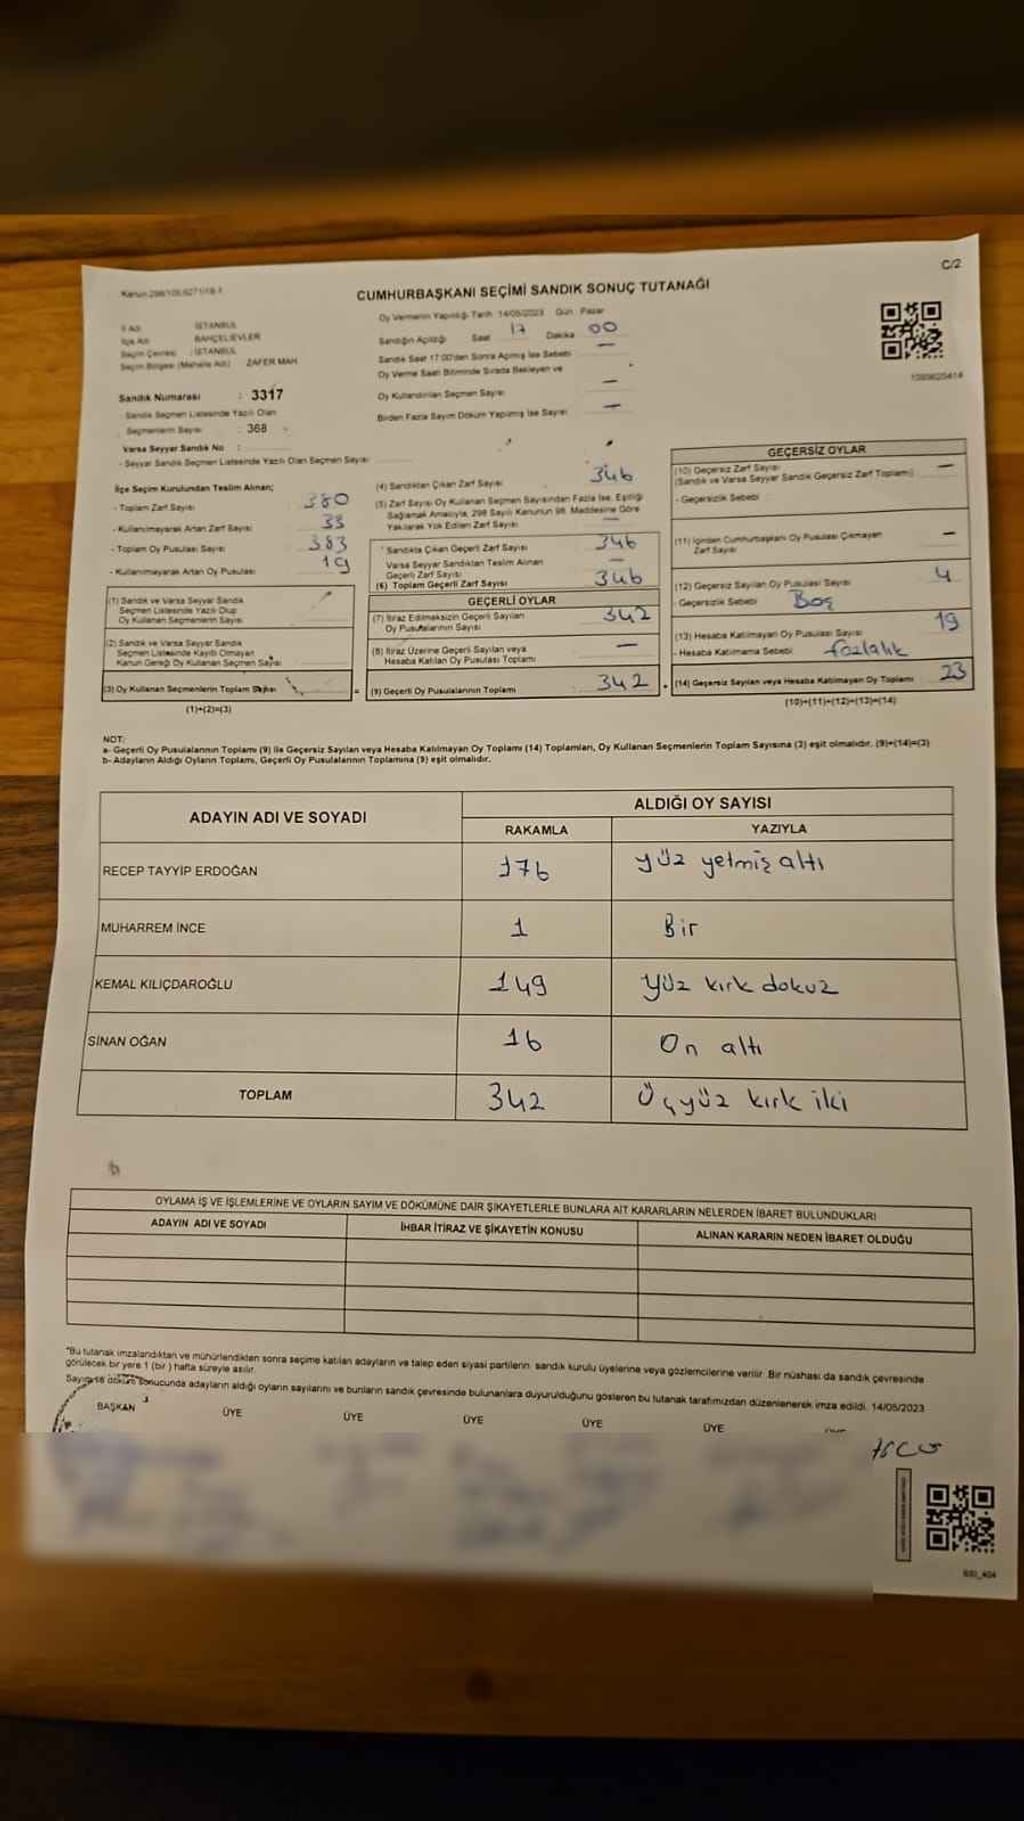 C/2
CUMHURBAŞKANI SEÇİMİ SANDIK SONUÇ TUTANAĞI
Oy Vermenin Yapıldığı Tarih 14/05/2023 Gün Pazar
İl Adı İSTANBUL
İlçe Adı BAHÇELİEVLER
Seçim Çevresi : İSTANBUL
Seçim Bölgesi (Mahalle Adı) ZAFER MAH
Sandığın Açıldığı Saat 17 Dakika 00
Sandık Saat 17:00'den Sonra Açılmış İse Sebebi —
Oy Verme Saati Bitiminde Sırada Bekleyen ve
Oy Kullandırılan Seçmen Sayısı —
Birden Fazla Sayım Döküm Yapılmış İse Sayısı —
Sandık Numarası : 3317
- Sandık Seçmen Listesinde Yazılı Olan
Seçmenlerin Sayısı : 368
Varsa Seyyar Sandık No :
- Seyyar Sandık Seçmen Listesinde Yazılı Olan Seçmen Sayısı
İlçe Seçim Kurulundan Teslim Alınan;
- Toplam Zarf Sayısı 380
- Kullanılmayarak Artan Zarf Sayısı 33
- Toplam Oy Pusulası Sayısı 383
- Kullanılmayarak Artan Oy Pusulası 19
(1) Sandık ve Varsa Seyyar Sandık
Seçmen Listesinde Yazılı Olup
Oy Kullanan Seçmenlerin Sayısı
(2) Sandık ve Varsa Seyyar Sandık
Seçmen Listesinde Kayıtlı Olmayan
Kanun Gereği Oy Kullanan Seçmen Sayısı
(3) Oy Kullanan Seçmenlerin Toplam Sayısı
(1)+(2)=(3)
(4) Sandıktan Çıkan Zarf Sayısı 346
(5) Zarf Sayısı Oy Kullanan Seçmen Sayısından Fazla İse, Eşitliği
Sağlamak Amacıyla, 298 Sayılı Kanunun 98. Maddesine Göre
Yakılarak Yok Edilen Zarf Sayısı —
Sandıkta Çıkan Geçerli Zarf Sayısı 346
Varsa Seyyar Sandıktan Teslim Alınan
Geçerli Zarf Sayısı —
(6) Toplam Geçerli Zarf Sayısı 346
GEÇERLİ OYLAR
(7) İtiraz Edilmeksizin Geçerli Sayılan
Oy Pusulalarının Sayısı 342
(8) İtiraz Üzerine Geçerli Sayılan veya
Hesaba Katılan Oy Pusulası Toplamı —
= (9) Geçerli Oy Pusulalarının Toplamı 342
GEÇERSİZ OYLAR
(10) Geçersiz Zarf Sayısı —
(Sandık ve Varsa Seyyar Sandık Geçersiz Zarf Toplamı)
- Geçersizlik Sebebi
(11) İçinden Cumhurbaşkanı Oy Pusulası Çıkmayan
Zarf Sayısı —
(12) Geçersiz Sayılan Oy Pusulası Sayısı 4
- Geçersizlik Sebebi Boş
(13) Hesaba Katılmayan Oy Pusulası Sayısı 19
- Hesaba Katılmama Sebebi fazlalık
(14) Geçersiz Sayılan veya Hesaba Katılmayan Oy Toplamı 23
(10)+(11)+(12)+(13)=(14)
NOT:
a- Geçerli Oy Pusulalarının Toplamı (9) ile Geçersiz Sayılan veya Hesaba Katılmayan Oy Toplamı (14) Toplamları, Oy Kullanan Seçmenlerin Toplam Sayısına (3) eşit olmalıdır. (9)+(14)=(3)
b- Adayların Aldığı Oyların Toplamı, Geçerli Oy Pusulalarının Toplamına (9) eşit olmalıdır.
ADAYIN ADI VE SOYADI ALDIĞI OY SAYISI
RAKAMLA YAZIYLA
RECEP TAYYİP ERDOĞAN 176 yüz yetmiş altı
MUHARREM İNCE 1 Bir
KEMAL KILIÇDAROĞLU 149 yüz kırk dokuz
SİNAN OĞAN 16 On altı
TOPLAM 342 Üçyüz kırk iki
OYLAMA İŞ VE İŞLEMLERİNE VE OYLARIN SAYIM VE DÖKÜMÜNE DAİR ŞİKAYETLERLE BUNLARA AİT KARARLARIN NELERDEN İBARET BULUNDUKLARI
ADAYIN ADI VE SOYADI İHBAR İTİRAZ VE ŞİKAYETİN KONUSU ALINAN KARARIN NEDEN İBARET OLDUĞU
*Bu tutanak imzalandıktan ve mühürlendikten sonra seçime katılan adayların ve talep eden siyasi partilerin sandık kurulu üyelerine veya gözlemcilerine verilir. Bir nüshası da sandık çevresinde
görülecek bir yere 1 (bir) hafta süreyle asılır.
Sayım ve döküm sonucunda adayların aldığı oyların sayılarını ve bunların sandık çevresinde bulunanlara duyurulduğunu gösteren bu tutanak tarafımızdan düzenlenerek imza edildi. 14/05/2023
BAŞKAN ÜYE ÜYE ÜYE ÜYE ÜYE